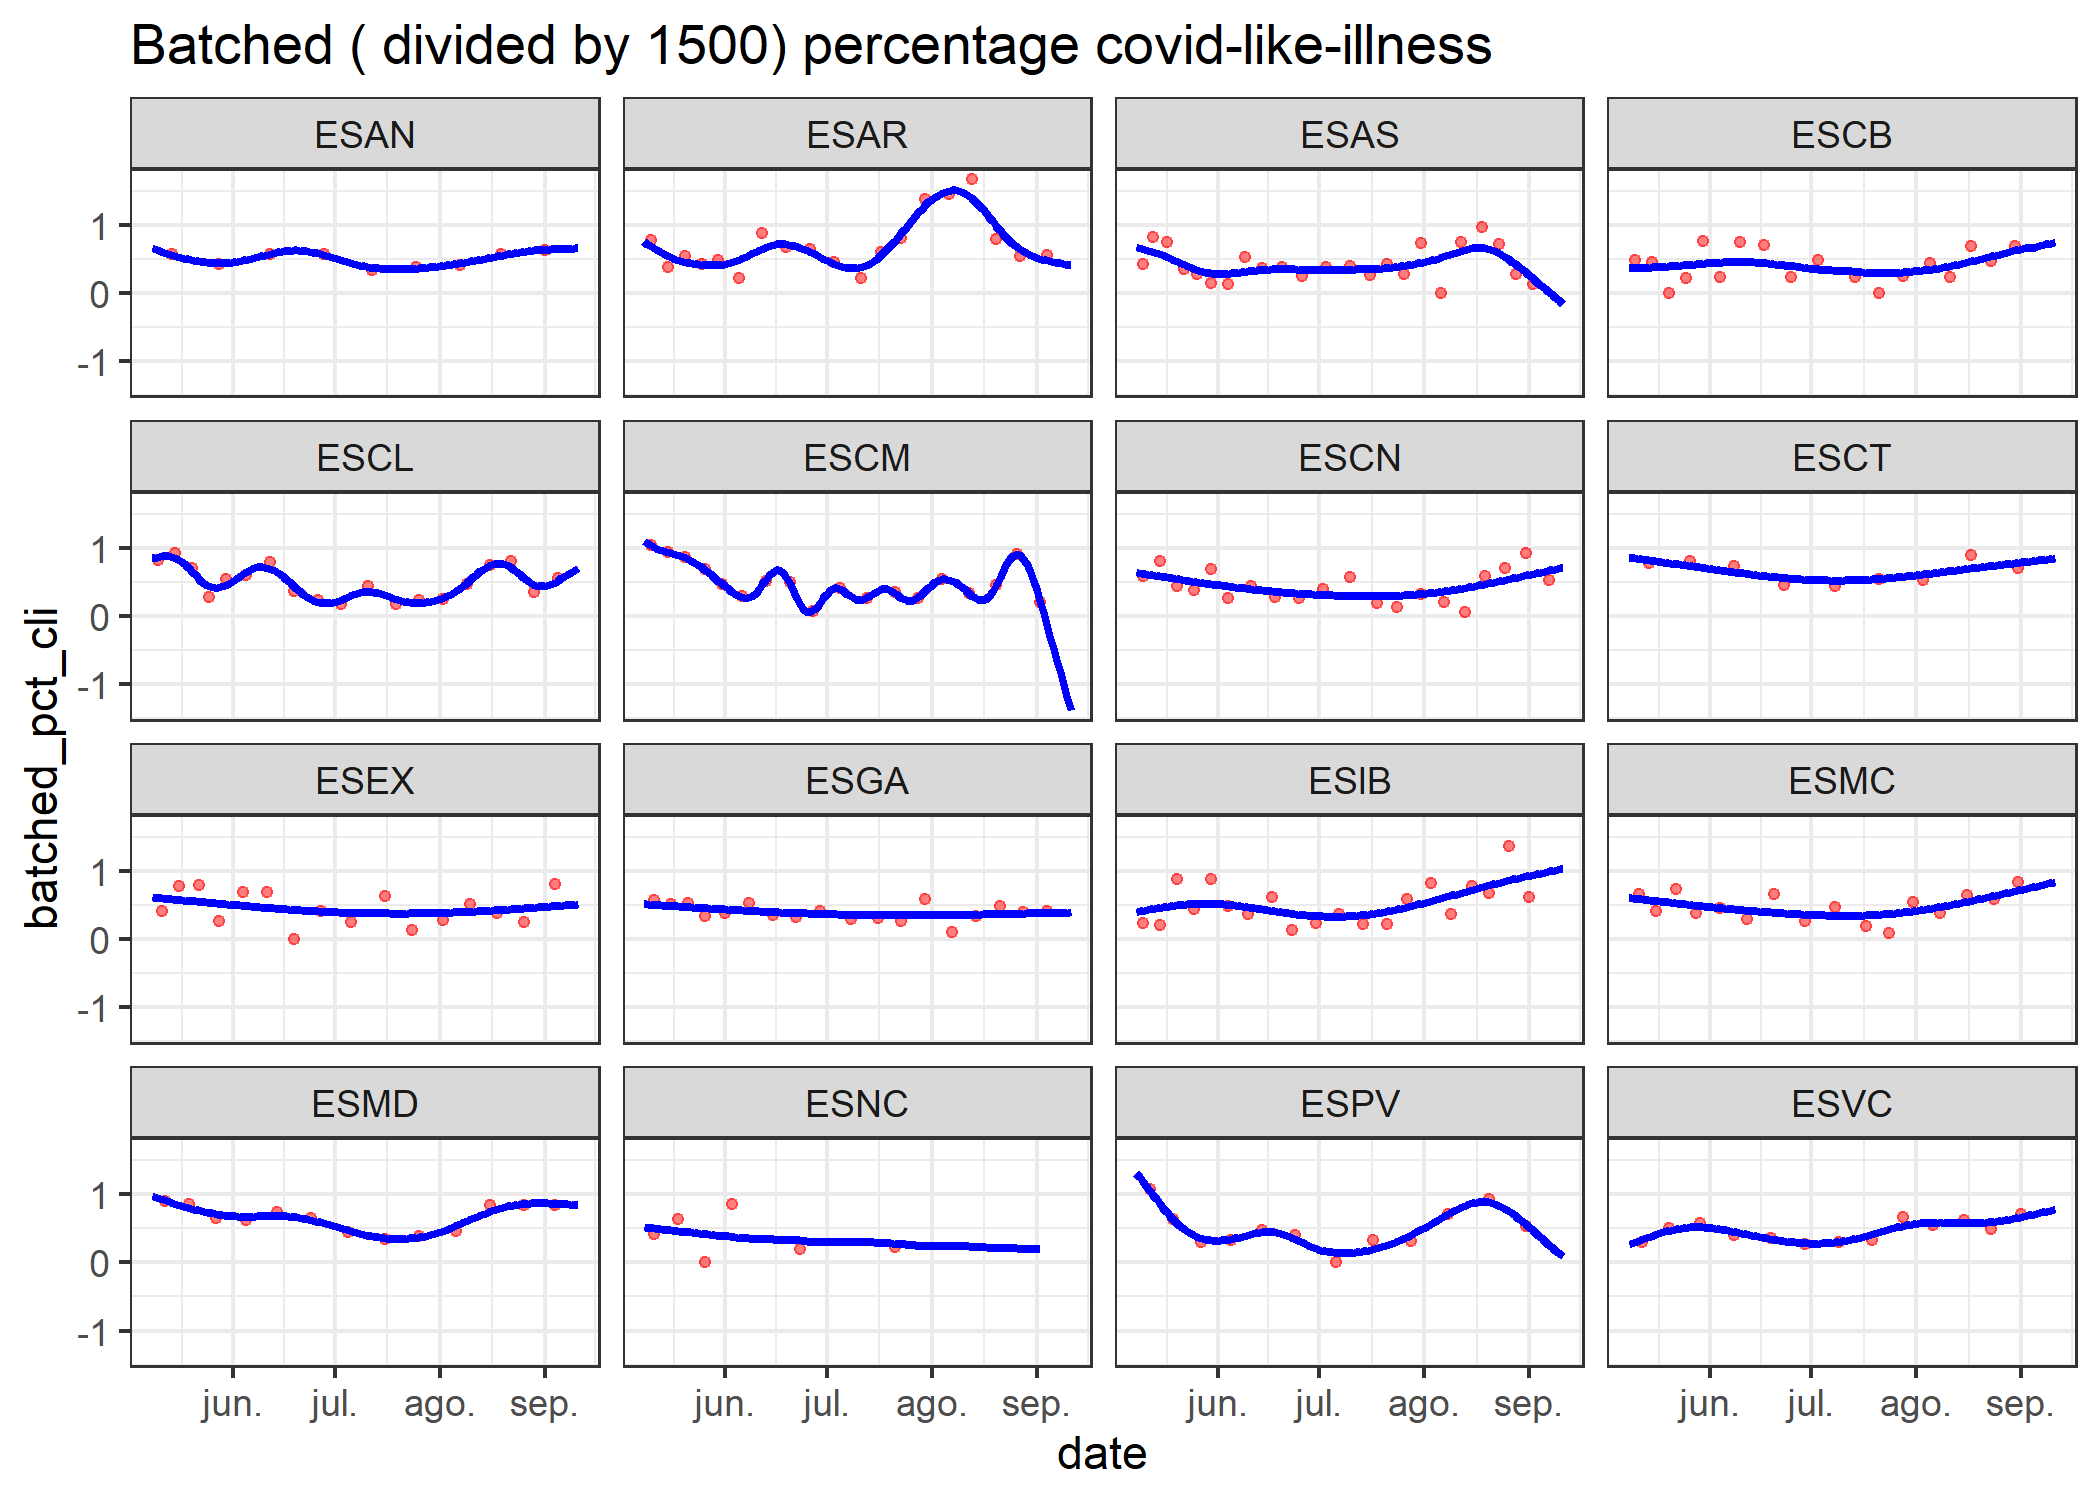 Batched ( divided by 1500) percentage covid-like-illness
ESAN ESAR ESAS ESCB
1
0
-1
ESCL ESCM ESCN ESCT
1
0
-1
ESEX ESGA ESIB ESMC
1
0
-1
ESMD ESNC ESPV ESVC
1
0
-1
jun. jul. ago. sep. jun. jul. ago. sep. jun. jul. ago. sep. jun. jul. ago. sep.
date
batched_pct_cli